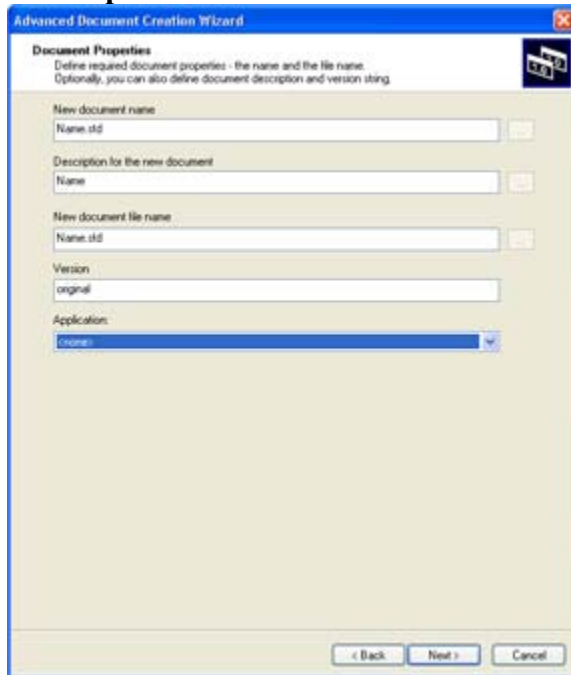 Advanced Document Creation Wizard
Document Properties
Define required document properties - the name and the file name.
Optionally, you can also define document description and version string.
New document name
Name.std
Description for the new document
Name
New document file name
Name.std
Version
original
Application:
<none>
< Back Next > Cancel